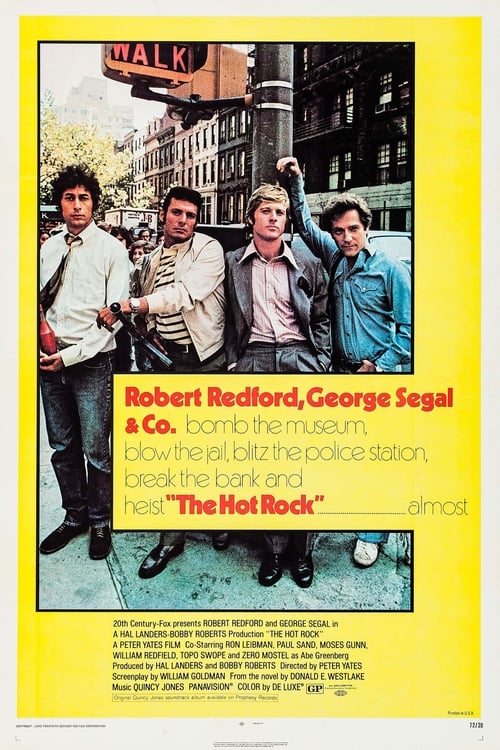 WALK
Robert Redford, George Segal
& Co. bomb the museum,
blow the jail, blitz the police station,
break the bank and
heist "The Hot Rock"..............................almost
20th Century-Fox presents ROBERT REDFORD and GEORGE SEGAL in
A HAL LANDERS-BOBBY ROBERTS Production "THE HOT ROCK"
A PETER YATES FILM Co-Starring RON LEIBMAN, PAUL SAND, MOSES GUNN,
WILLIAM REDFIELD, TOPO SWOPE and ZERO MOSTEL as Abe Greenberg
Produced by HAL LANDERS and BOBBY ROBERTS Directed by PETER YATES
Screenplay by WILLIAM GOLDMAN From the novel by DONALD E. WESTLAKE
Music QUINCY JONES PANAVISION® COLOR by DE LUXE® GP
Original Quincy Jones soundtrack album available on Prophesy Records
Printed in U.S.A.
72/20